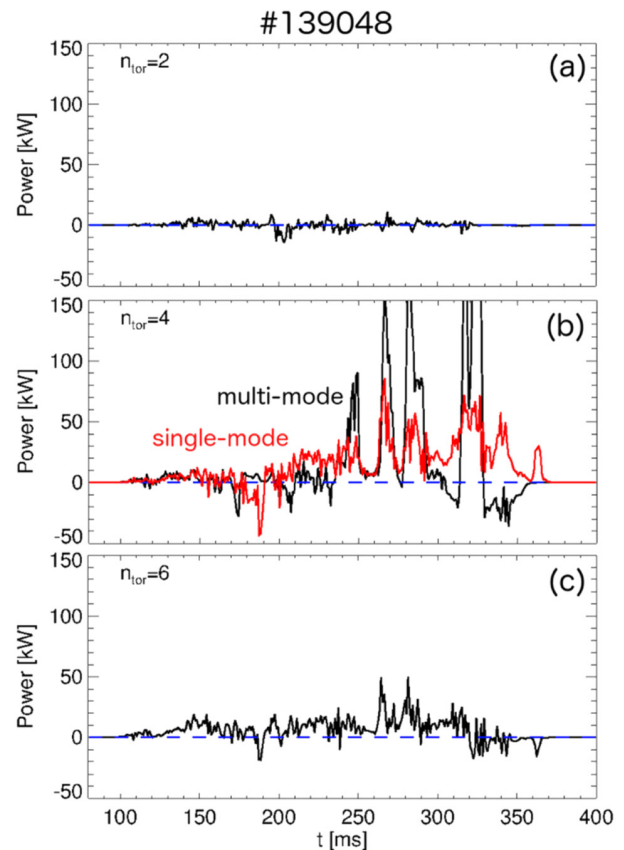 #139048
n_tor=2
(a)
Power [kW]
150
100
50
0
-50
n_tor=4
(b)
Power [kW]
150
100
50
0
-50
multi-mode
single-mode
n_tor=6
(c)
Power [kW]
150
100
50
0
-50
100 150 200 250 300 350 400
t [ms]